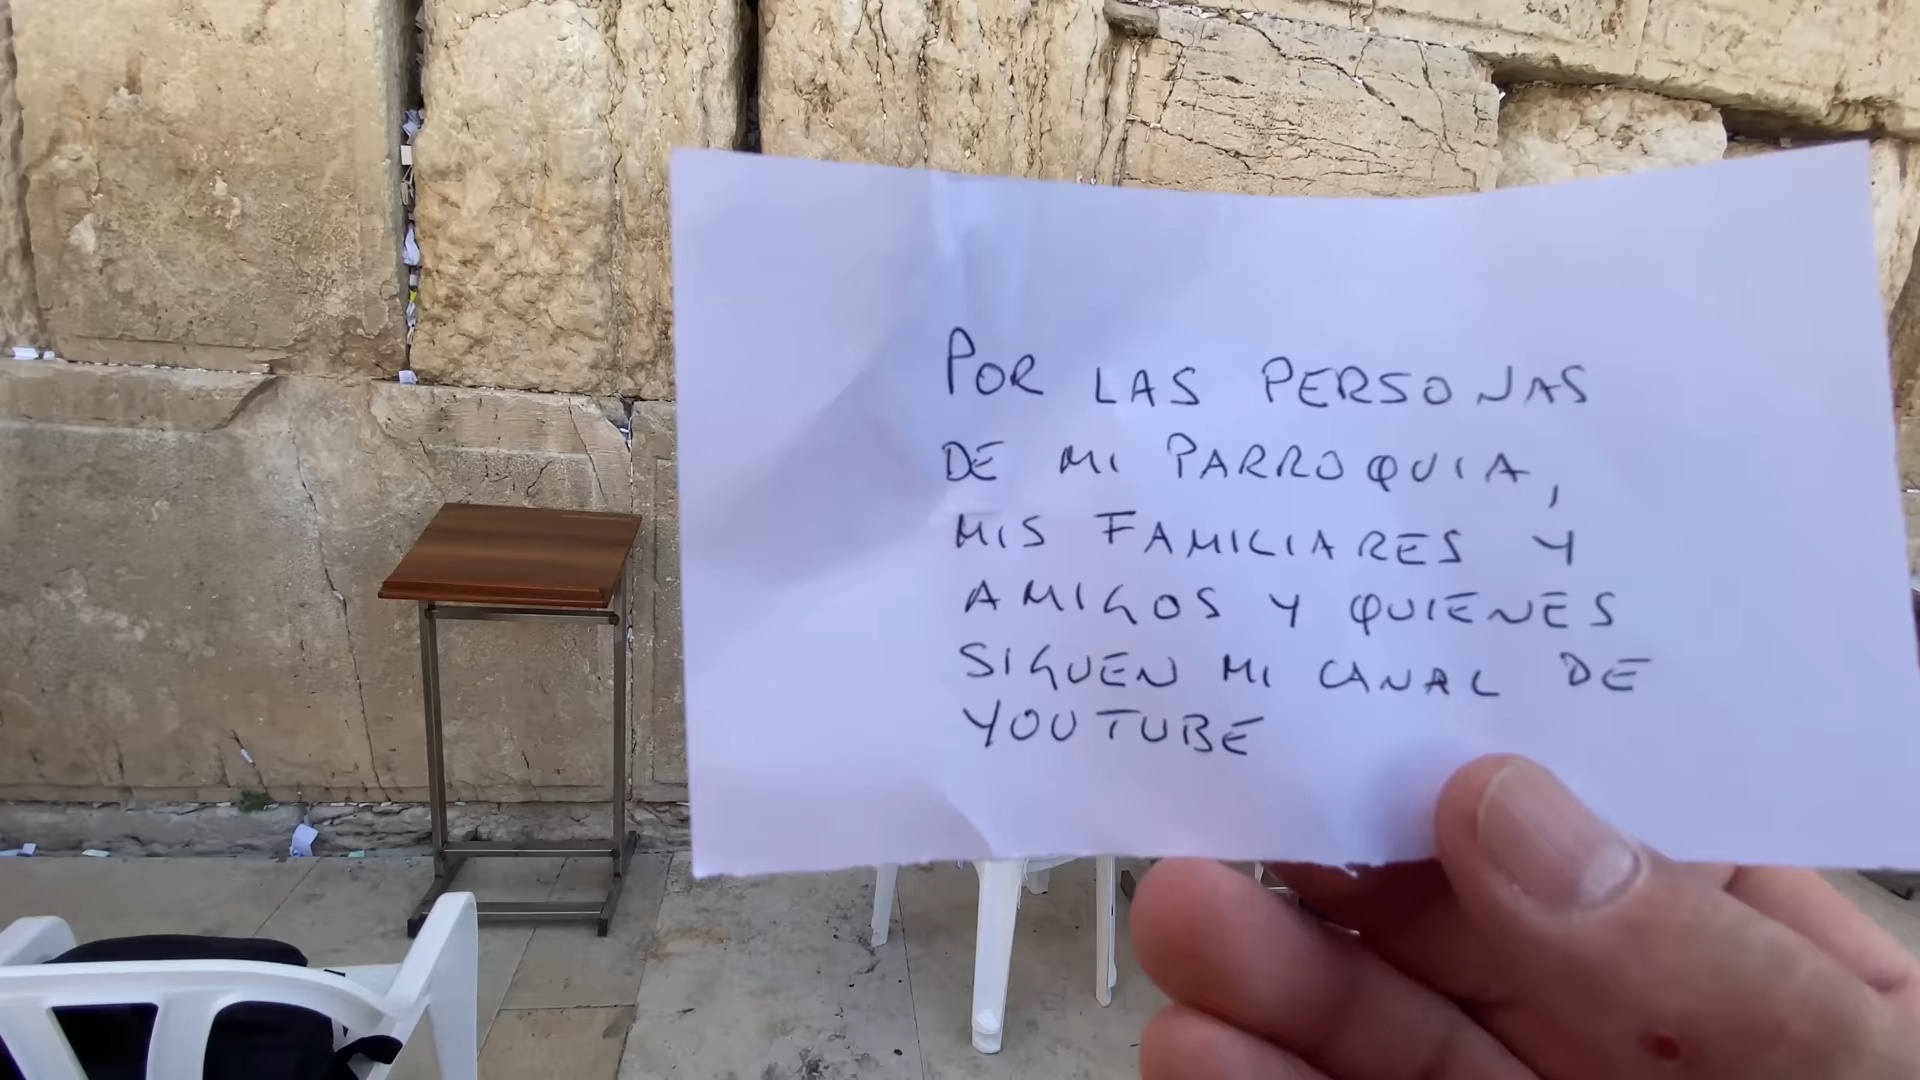 POR LAS PERSONAS
DE MI PARROQUIA,
MIS FAMILIARES Y
AMIGOS Y QUIENES
SIGUEN MI CANAL DE
YOUTUBE